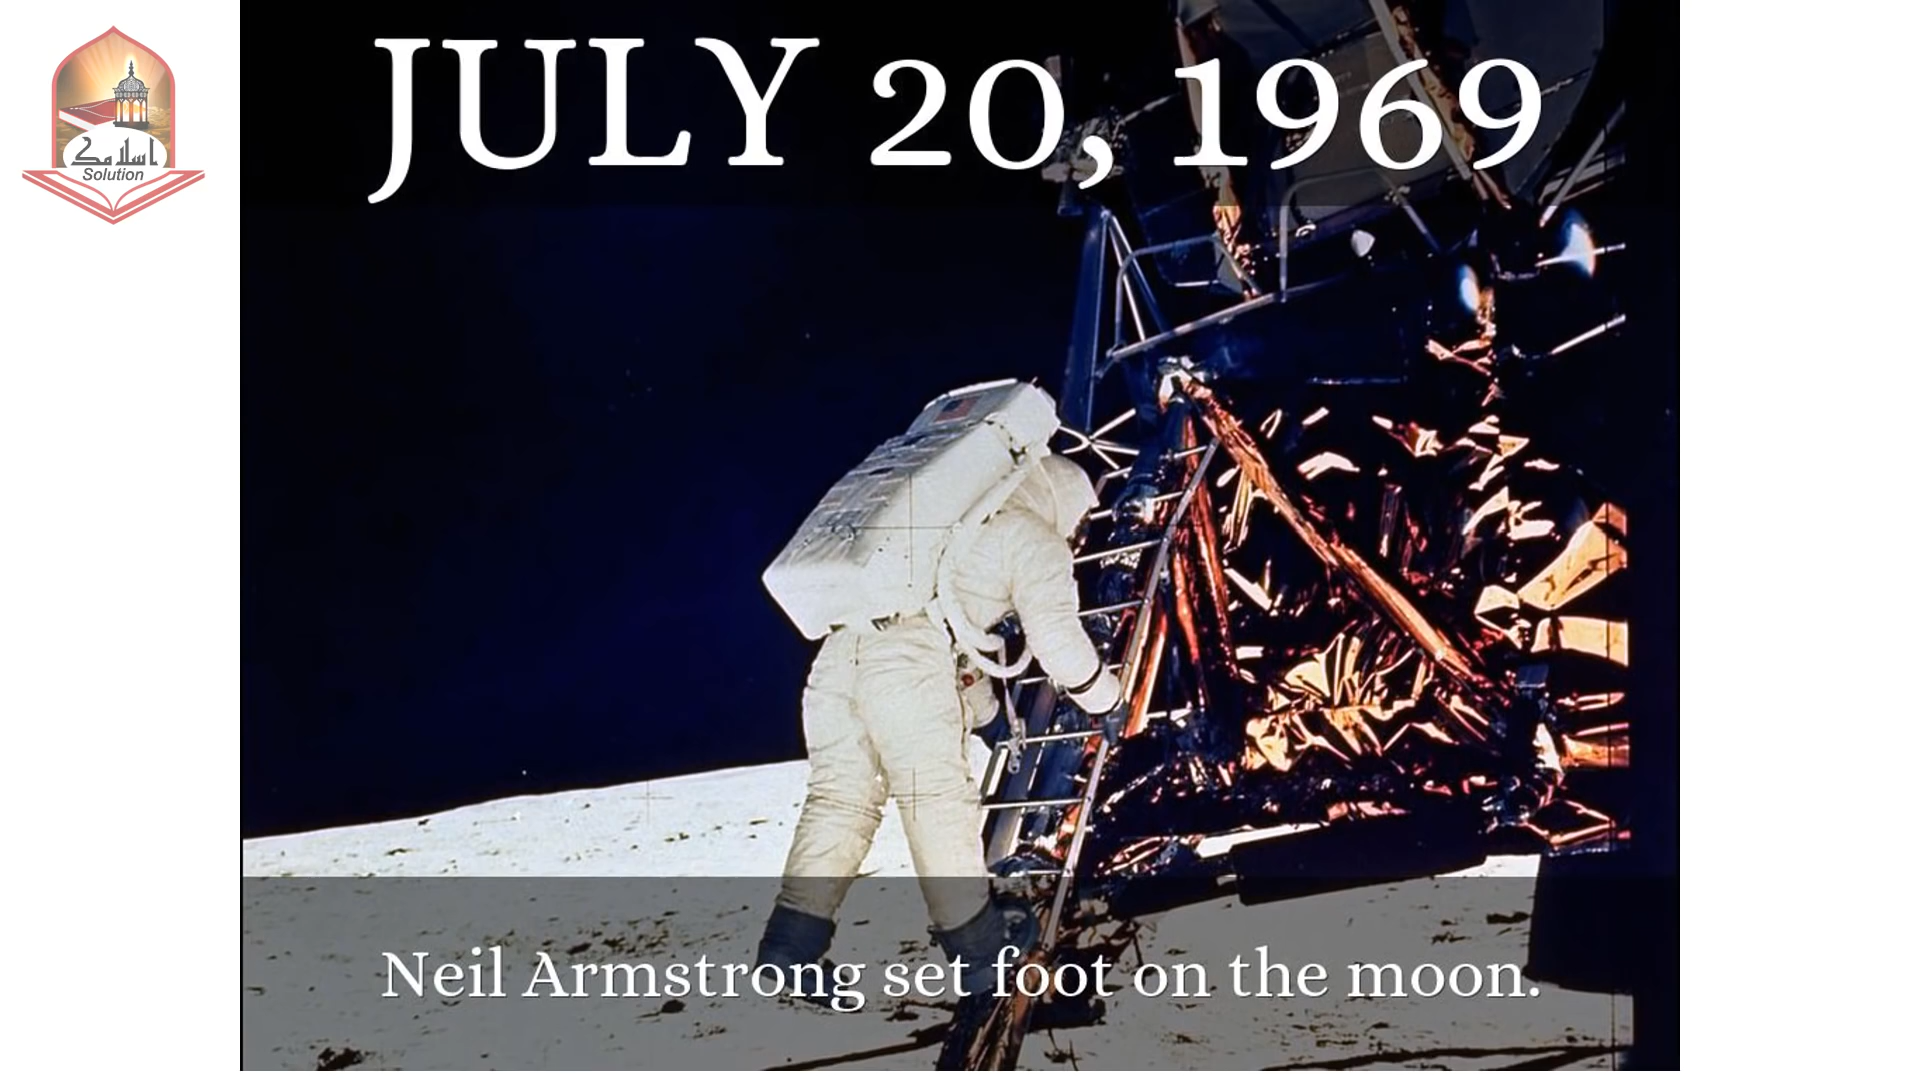 JULY 20, 1969
اسلامک
Solution
Neil Armstrong set foot on the moon.